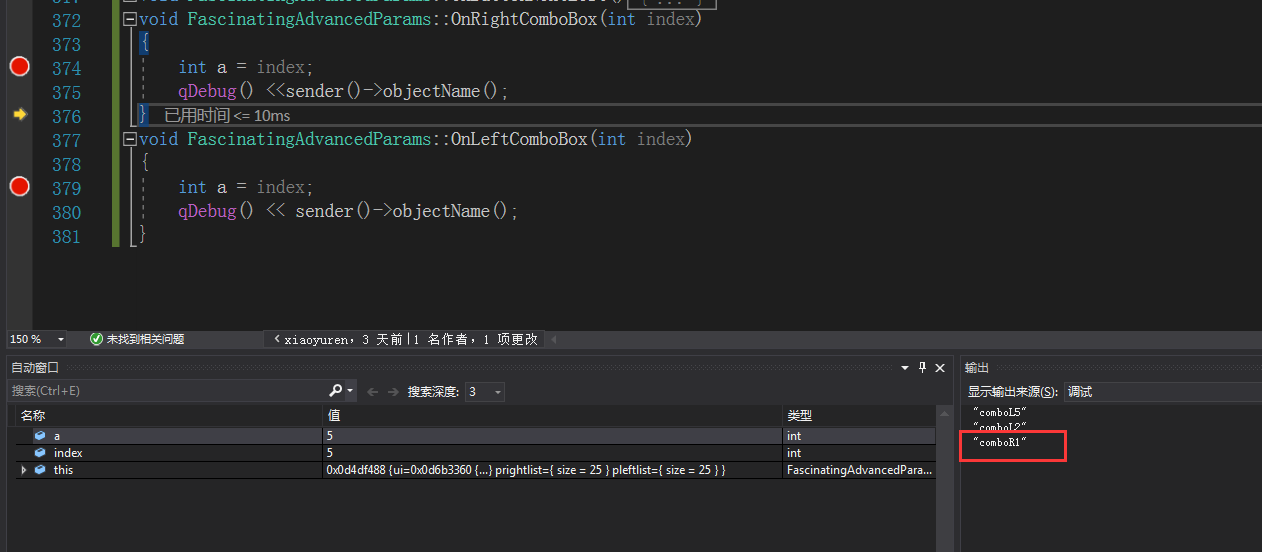 372 void FascinatingAdvancedParams::OnRightComboBox(int index)
373 {
374 int a = index;
375 qDebug() <<sender()->objectName();
376 } 已用时间 <= 10ms
377 void FascinatingAdvancedParams::OnLeftComboBox(int index)
378 {
379 int a = index;
380 qDebug() << sender()->objectName();
381 }
150 % 未找到相关问题 xiaoyuren, 3 天前|1 名作者, 1 项更改
自动窗口
搜索(Ctrl+E) 搜索深度: 3
名称 值 类型
a 5 int
index 5 int
this 0x0d4df488 {ui=0x0d6b3360 {...} prightlist={ size = 25 } pleftlist={ size = 25 } } FascinatingAdvancedPara...
输出
显示输出来源(S): 调试
"comboL5"
"comboL2"
"comboR1"